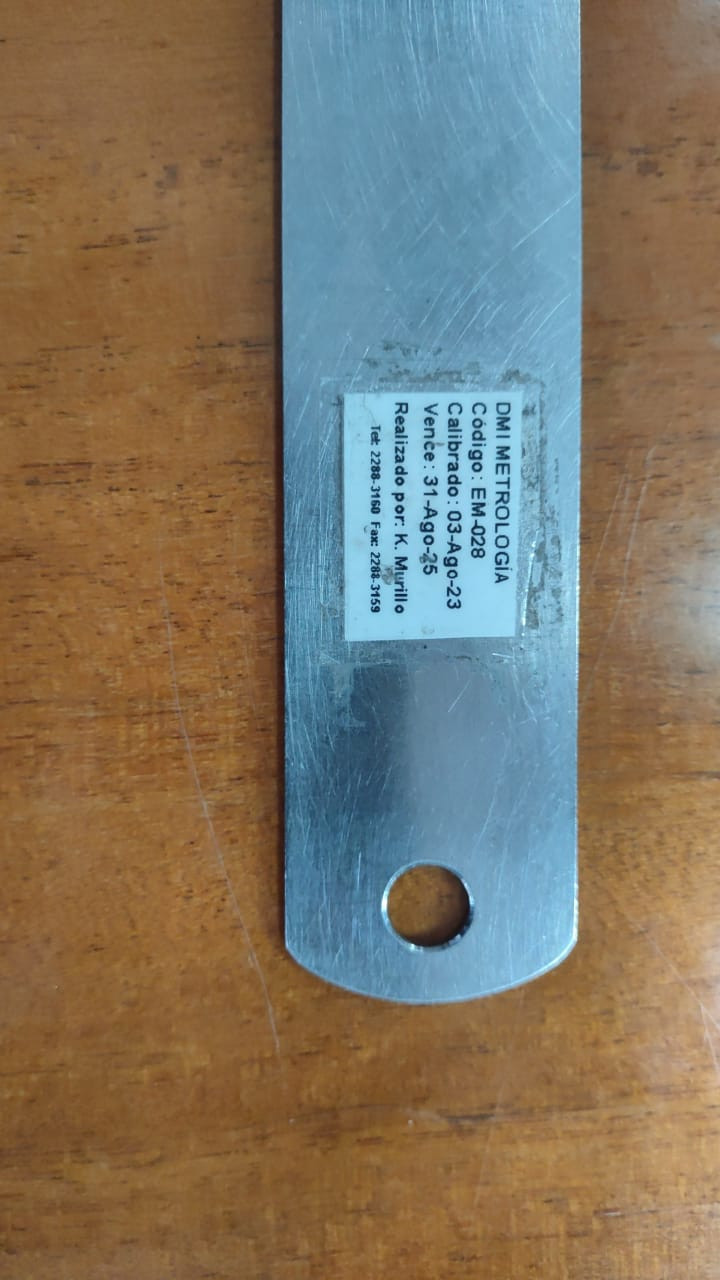 DMI METROLOGÍA
Código: EM-028
Calibrado: 03-Ago-23
Vence: 31-Ago-25
Realizado por: K. Murillo
Tel: 2288-3160 Fax: 2288-3159